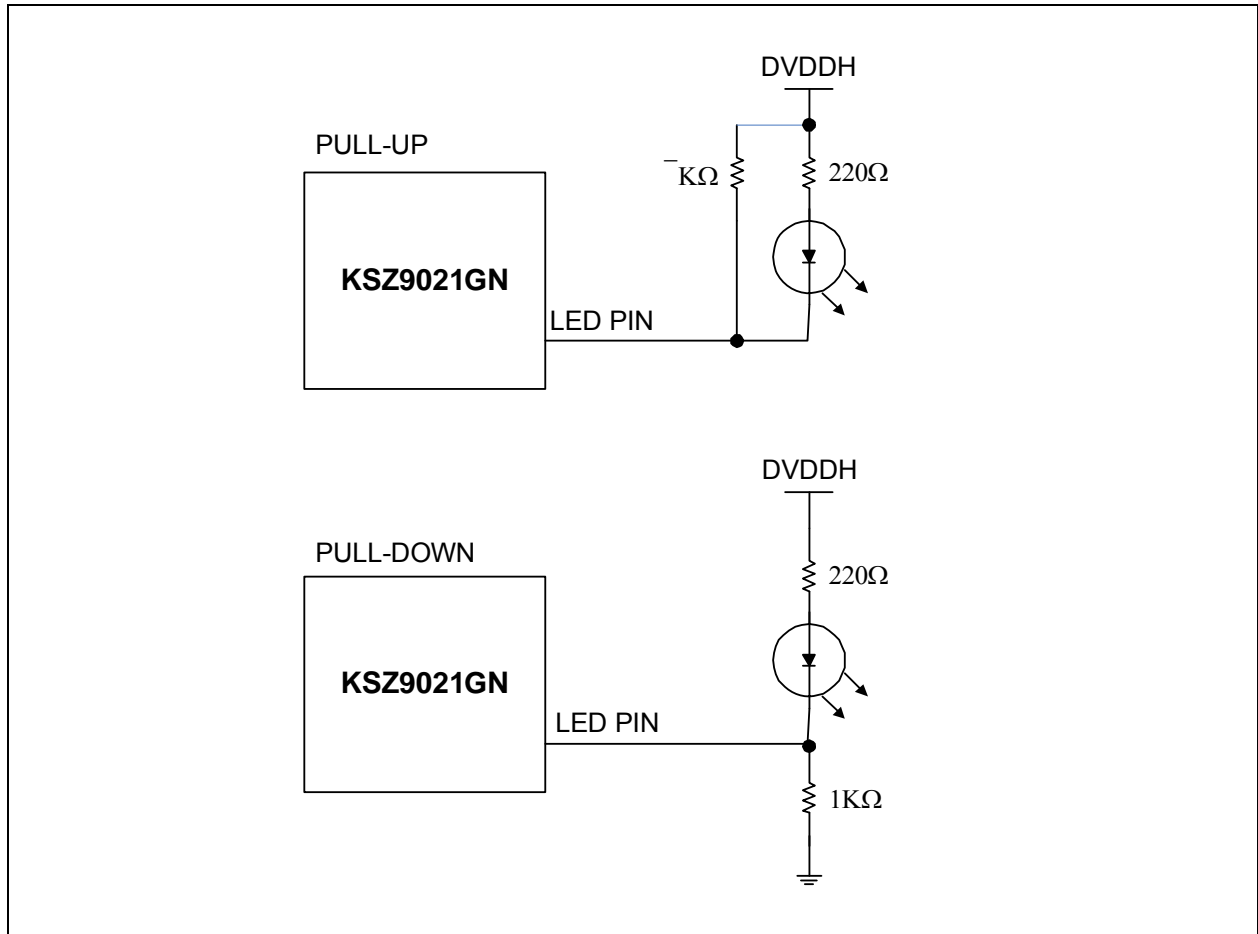 DVDDH
PULL-UP
KΩ
220Ω
KSZ9021GN
LED PIN
DVDDH
PULL-DOWN
220Ω
KSZ9021GN
LED PIN
1KΩ